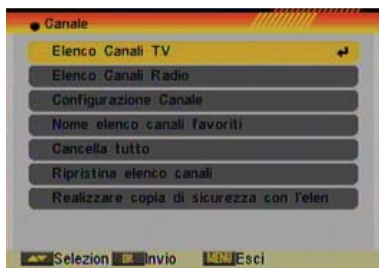 Canale
Elenco Canali TV
Elenco Canali Radio
Configurazione Canale
Nome elenco canali favoriti
Cancella tutto
Ripristina elenco canali
Realizzare copia di sicurezza con l'elen
Selezion OK Invio MENU Esci